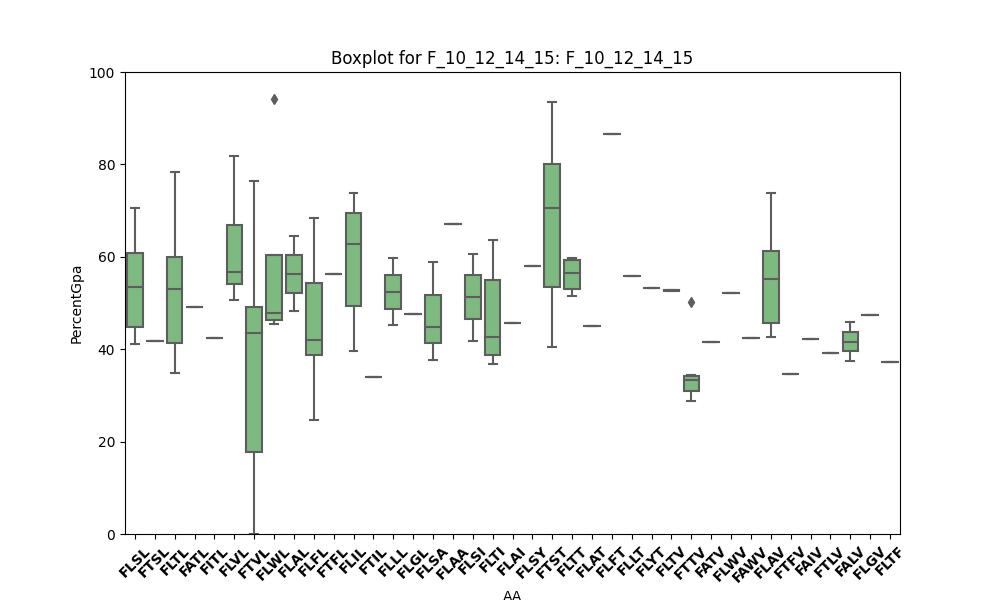 Boxplot for F_10_12_14_15: F_10_12_14_15
PercentGpa
100
80
60
40
20
0
FLSL
FTSL
FLTL
FATL
FITL
FLVL
FTVL
FLWL
FLAL
FLFL
FTFL
FLIL
FTIL
FLLL
FLGL
FLSA
FLAA
FLSI
FLTI
FLAI
FLSY
FTST
FLTT
FLAT
FLFT
FLLT
FLYT
FLTV
FTTV
FATV
FLWV
FAWV
FLAV
FTFV
FAIV
FTLV
FALV
FLGV
FLTF
AA